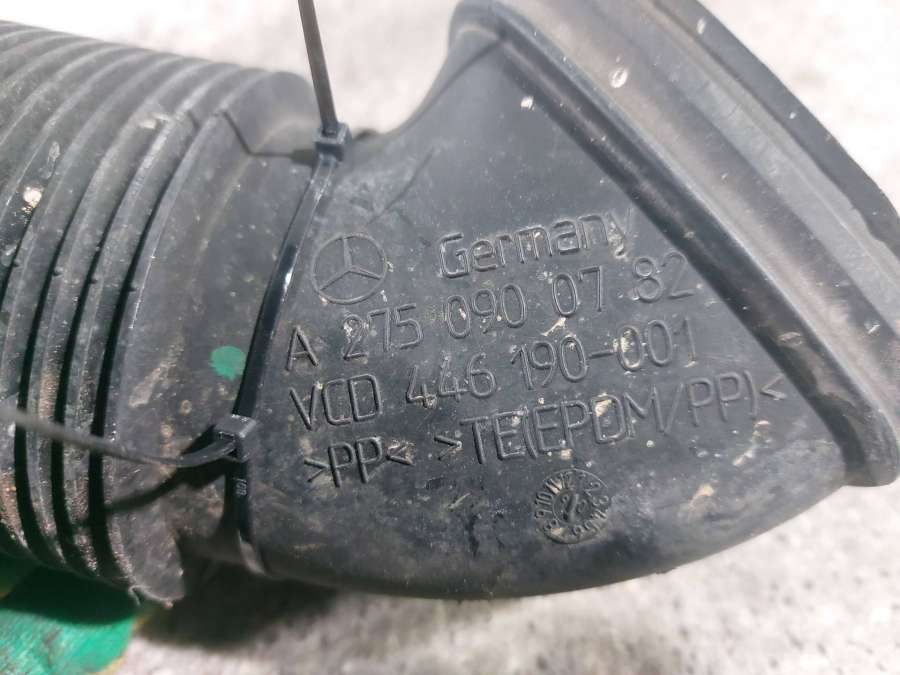 Germany
A 275 090 07 82
VCD 446 190-001
>PP< >TE(EPDM/PP)<